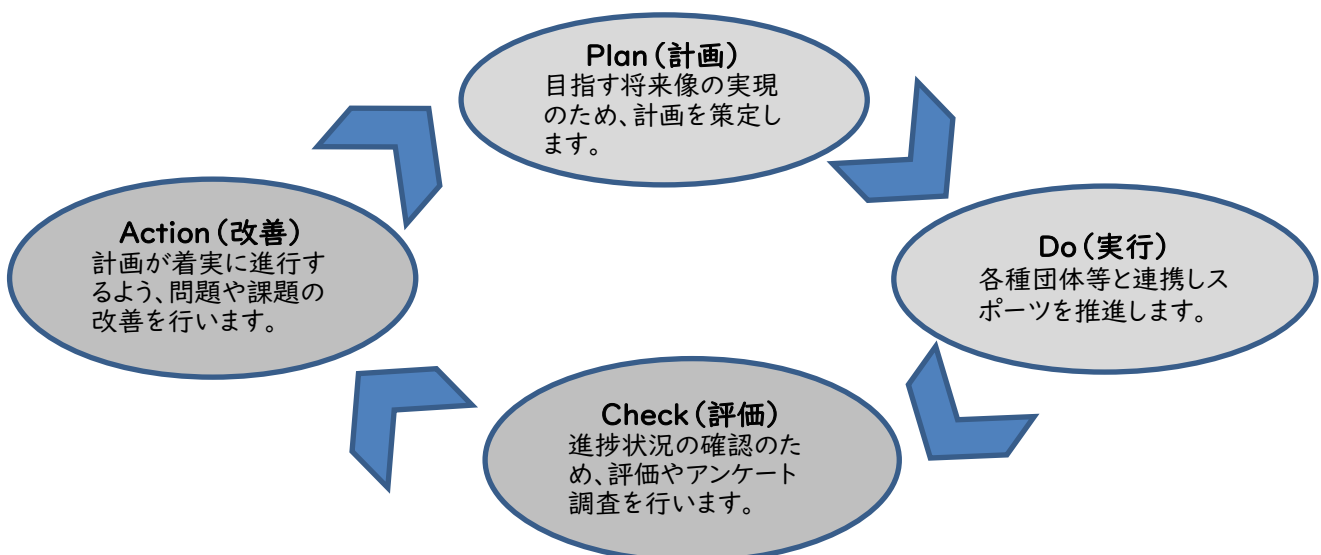 Plan（計画）
目指す将来像の実現
のため、計画を策定し
ます。
Do（実行）
各種団体等と連携しス
ポーツを推進します。
Check（評価）
進捗状況の確認のた
め、評価やアンケート
調査を行います。
Action（改善）
計画が着実に進行す
るよう、問題や課題の
改善を行います。